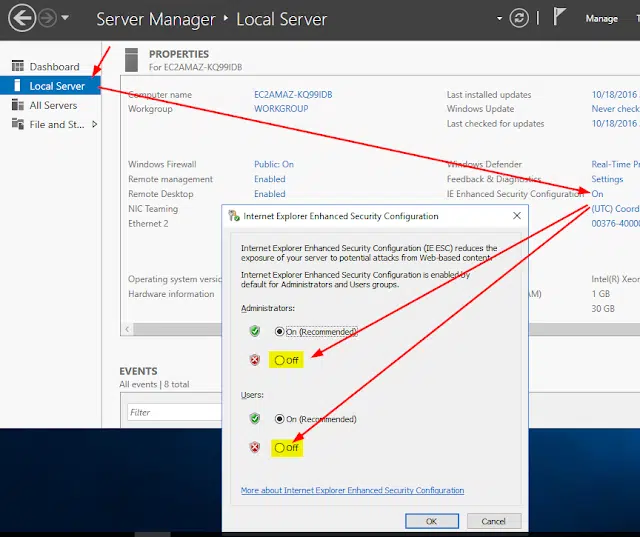 Server Manager ‣ Local Server
Manage
Dashboard
Local Server
All Servers
File and St...
PROPERTIES
For EC2AMAZ-KQ99IDB
Computer name EC2AMAZ-KQ99IDB Last installed updates 10/18/2016
Workgroup WORKGROUP Windows Update Never check
Last checked for updates 10/18/2016
Windows Firewall Public: On Windows Defender Real-Time Pr
Remote management Enabled Feedback & Diagnostics Settings
Remote Desktop Enabled IE Enhanced Security Configuration On
NIC Teaming (UTC) Coord
Ethernet 2 00376-40000
Operating system versio Intel(R) Xeon
Hardware information AM) 1 GB
30 GB
EVENTS
All events | 8 total
Filter
Internet Explorer Enhanced Security Configuration
Internet Explorer Enhanced Security Configuration (IE ESC) reduces the
exposure of your server to potential attacks from Web-based content.
Internet Explorer Enhanced Security Configuration is enabled by
default for Administrators and Users groups.
Administrators:
On (Recommended)
Off
Users:
On (Recommended)
Off
More about Internet Explorer Enhanced Security Configuration
OK Cancel